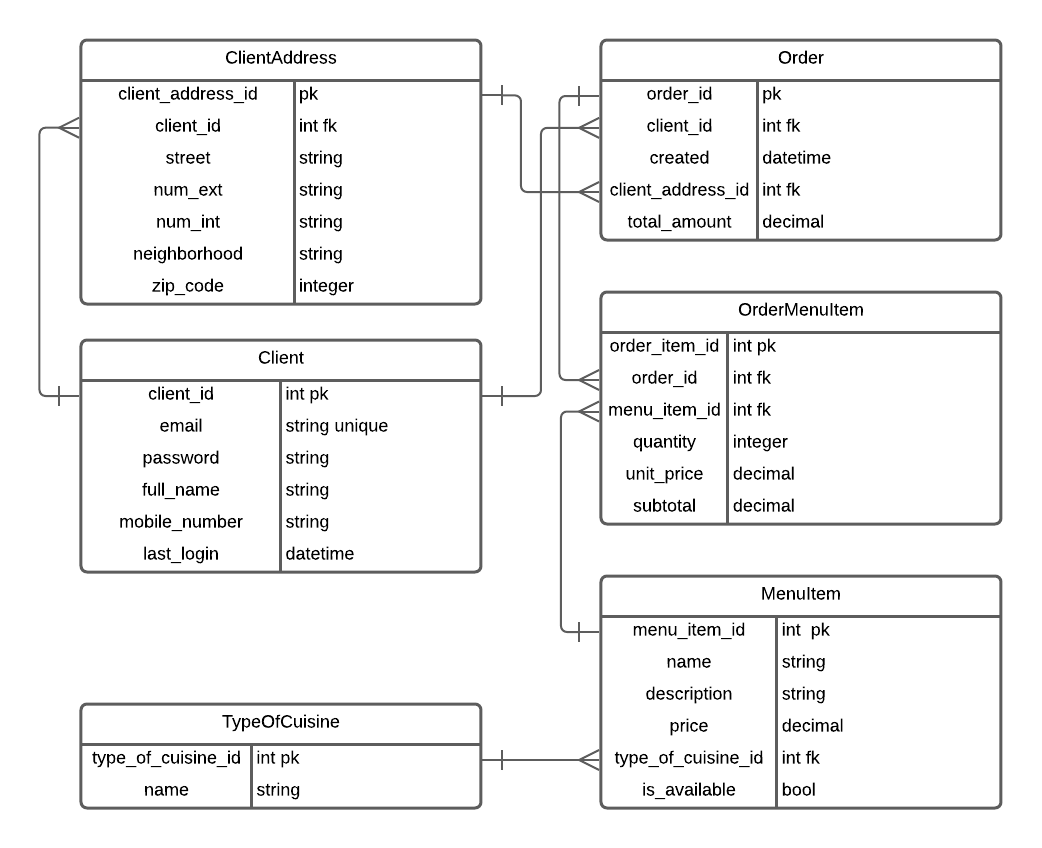 ClientAddress
client_address_id pk
client_id int fk
street string
num_ext string
num_int string
neighborhood string
zip_code integer
Client
client_id int pk
email string unique
password string
full_name string
mobile_number string
last_login datetime
TypeOfCuisine
type_of_cuisine_id int pk
name string
Order
order_id pk
client_id int fk
created datetime
client_address_id int fk
total_amount decimal
OrderMenuItem
order_item_id int pk
order_id int fk
menu_item_id int fk
quantity integer
unit_price decimal
subtotal decimal
MenuItem
menu_item_id int pk
name string
description string
price decimal
type_of_cuisine_id int fk
is_available bool